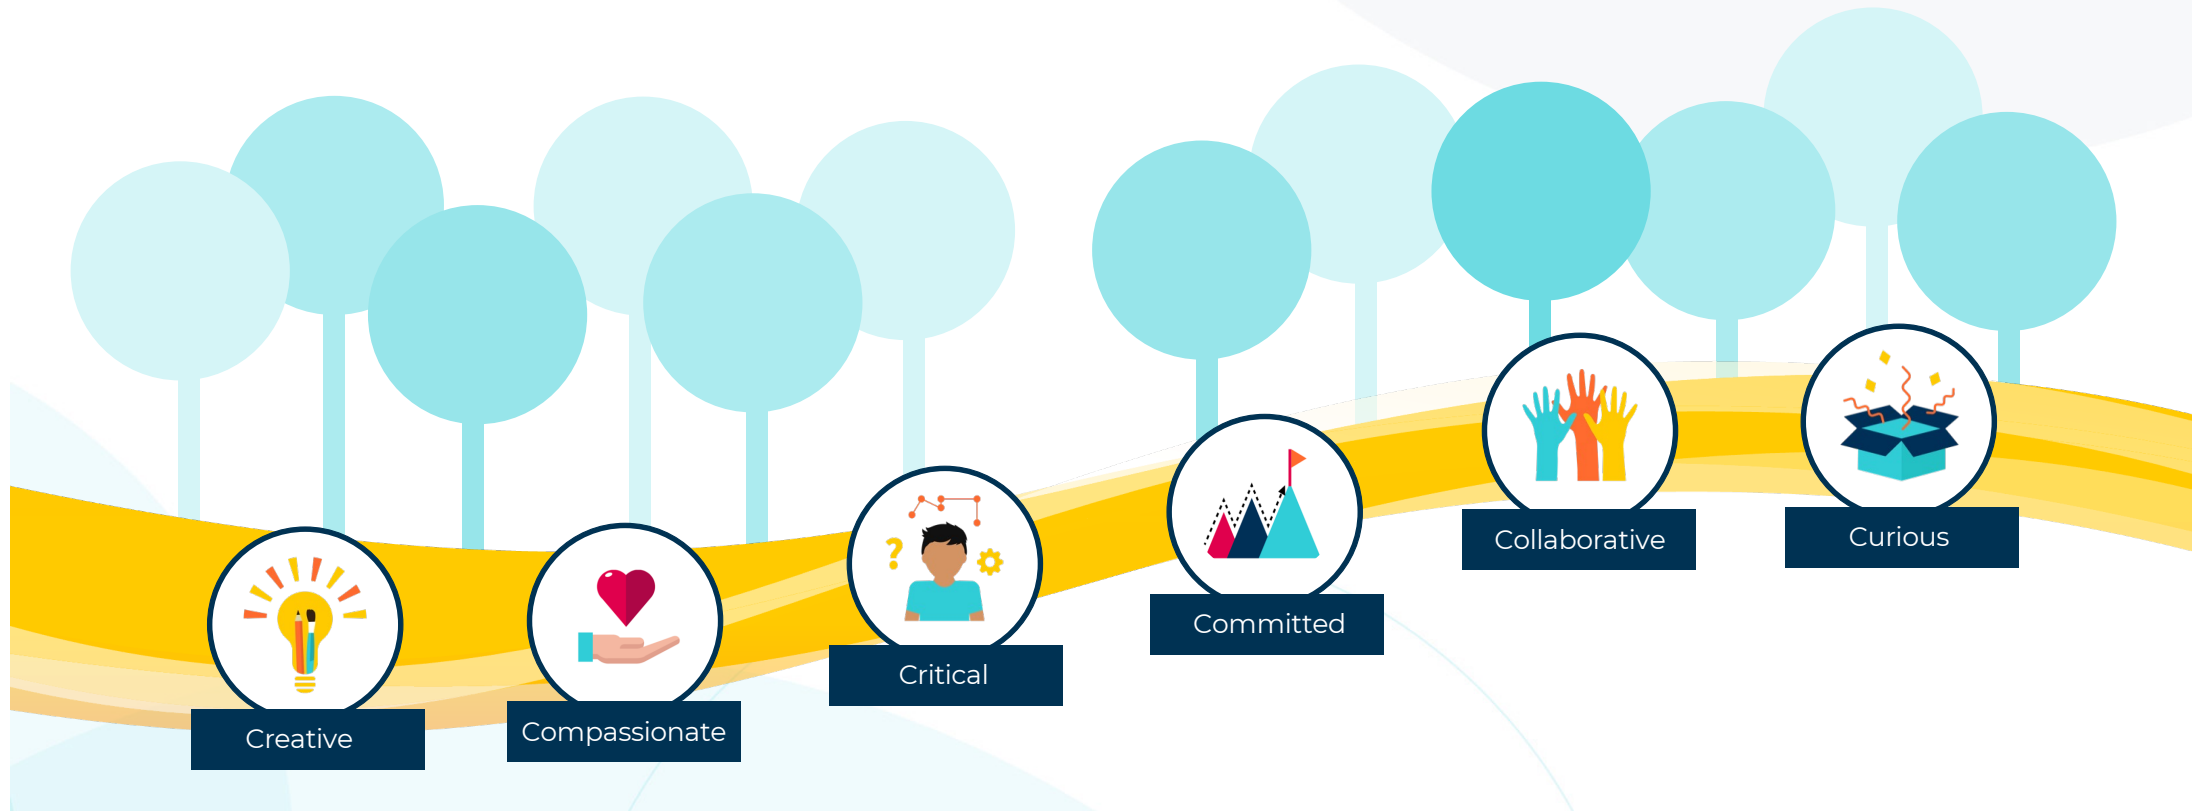 Creative
Compassionate
Critical
Committed
Collaborative
Curious